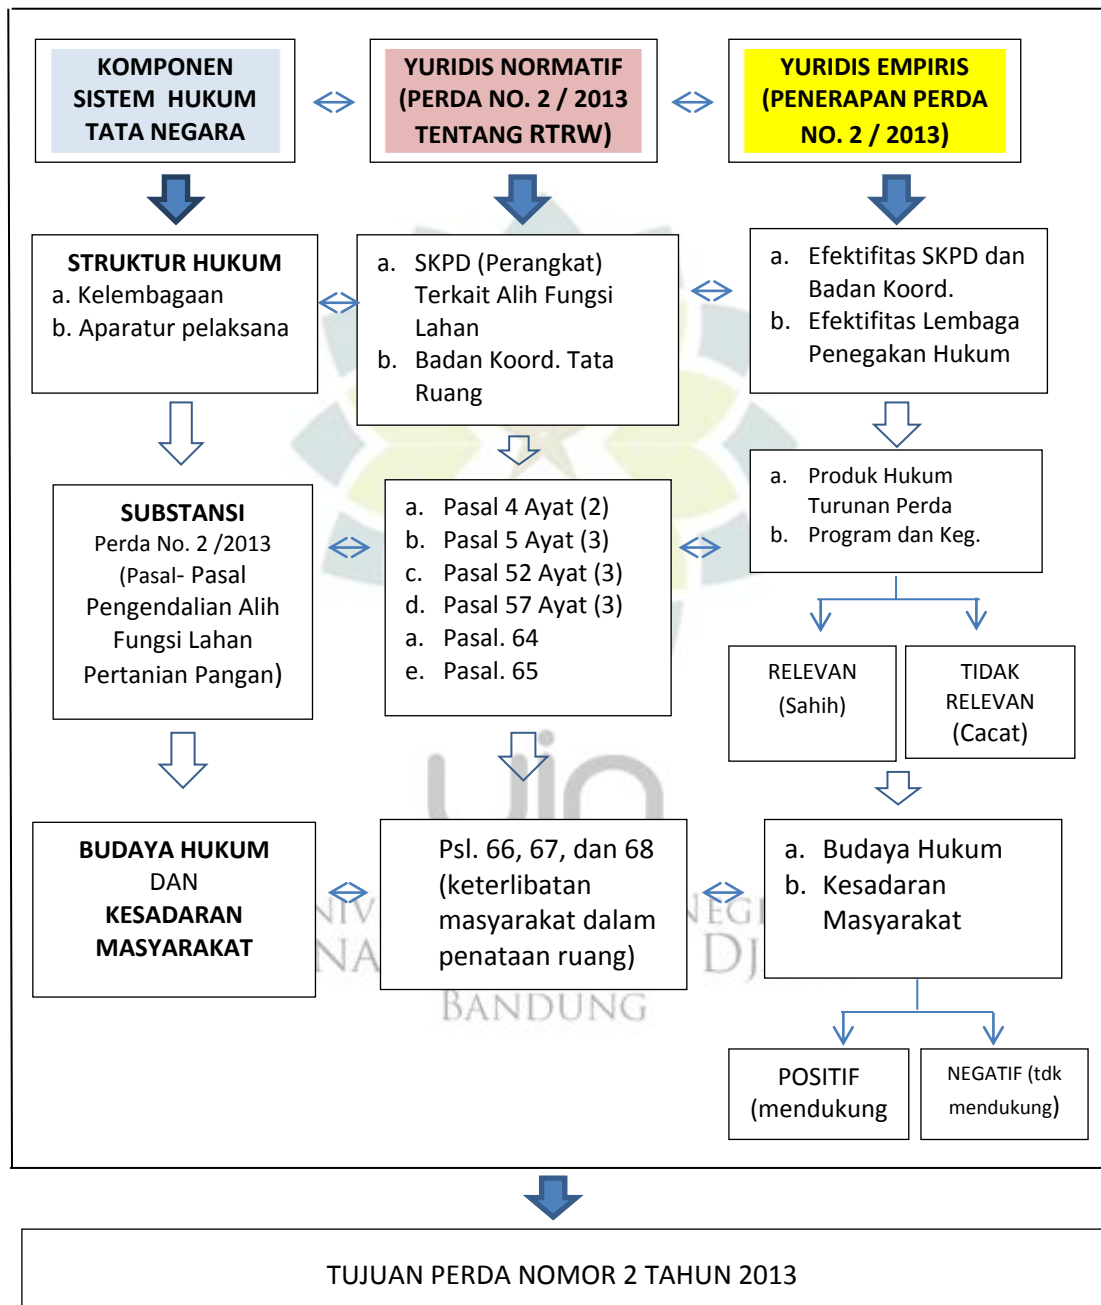 KOMPONEN
SISTEM HUKUM
TATA NEGARA
YURIDIS NORMATIF
(PERDA NO. 2 / 2013
TENTANG RTRW)
YURIDIS EMPIRIS
(PENERAPAN PERDA
NO. 2 / 2013)
STRUKTUR HUKUM
a. Kelembagaan
b. Aparatur pelaksana
a. SKPD (Perangkat)
Terkait Alih Fungsi
Lahan
b. Badan Koord. Tata
Ruang
a. Efektifitas SKPD dan
Badan Koord.
b. Efektifitas Lembaga
Penegakan Hukum
SUBSTANSI
Perda No. 2 /2013
(Pasal- Pasal
Pengendalian Alih
Fungsi Lahan
Pertanian Pangan)
a. Pasal 4 Ayat (2)
b. Pasal 5 Ayat (3)
c. Pasal 52 Ayat (3)
d. Pasal 57 Ayat (3)
a. Pasal. 64
e. Pasal. 65
a. Produk Hukum
Turunan Perda
b. Program dan Keg.
RELEVAN
(Sahih)
TIDAK
RELEVAN
(Cacat)
BUDAYA HUKUM
DAN
KESADARAN
MASYARAKAT
Psl. 66, 67, dan 68
(keterlibatan
masyarakat dalam
penataan ruang)
a. Budaya Hukum
b. Kesadaran
Masyarakat
uin
BANDUNG
POSITIF
(mendukung
NEGATIF (tdk
mendukung)
TUJUAN PERDA NOMOR 2 TAHUN 2013